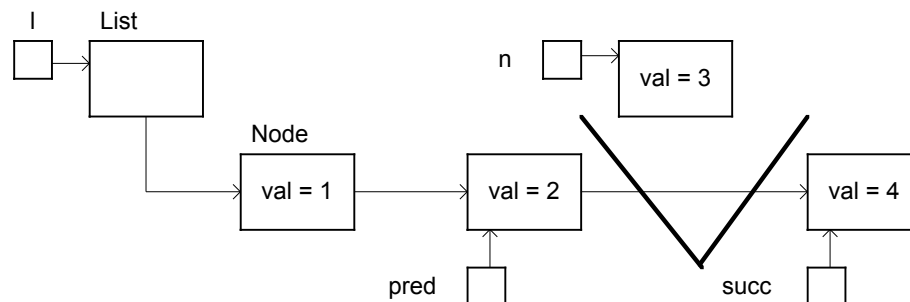 l List
n
val = 3
Node
val = 1
val = 2
val = 4
pred
succ